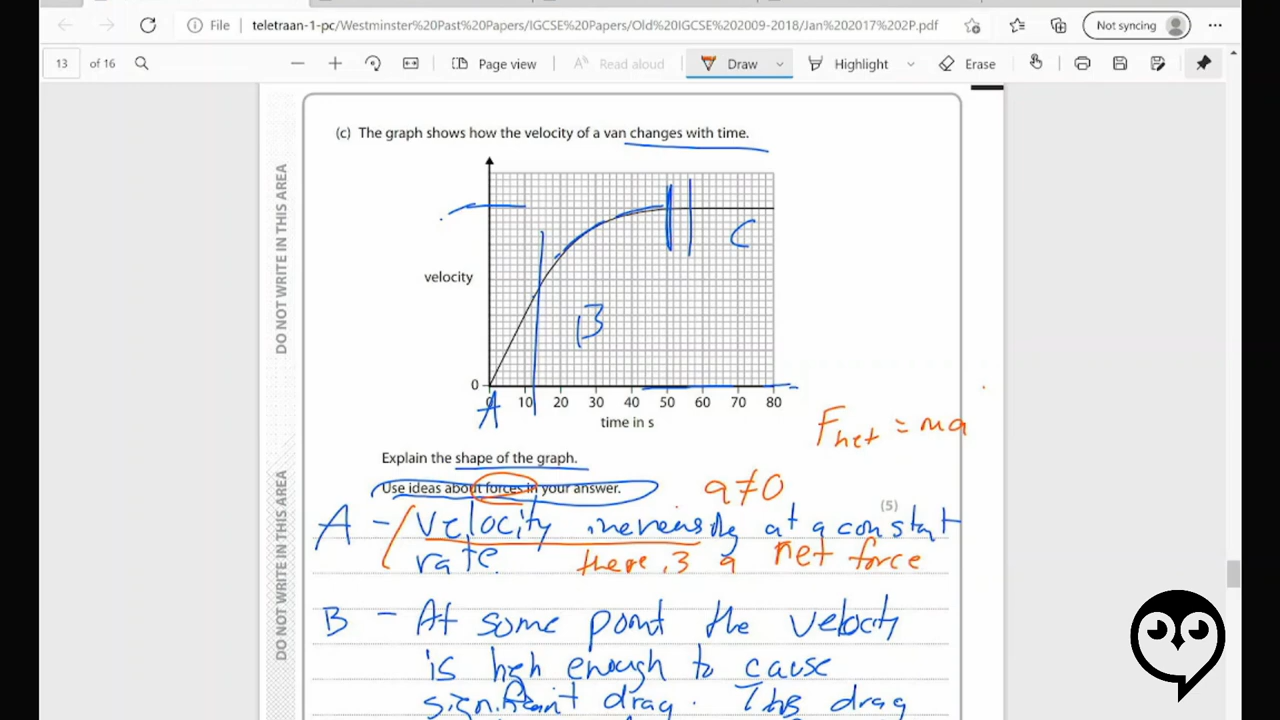 File teletraan-1-pc/Westminster%20Past%20Papers/IGCSE%20Papers/Old%20IGCSE%202009-2018/Jan%202017%202P.pdf Not syncing
13 of 16 Page view Read aloud Draw Highlight Erase
DO NOT WRITE IN THIS AREA
DO NOT WRITE IN THIS AREA
(c) The graph shows how the velocity of a van changes with time.
C
velocity
B
0
0 10 20 30 40 50 60 70 80
A
time in s
Fnet = ma
Explain the shape of the graph.
Use ideas about forces in your answer.
a≠0
(5)
A - velocity increasing at a constat
rate. there is a net force
B - At some point the velocity
is high enough to cause
significant drag. This drag